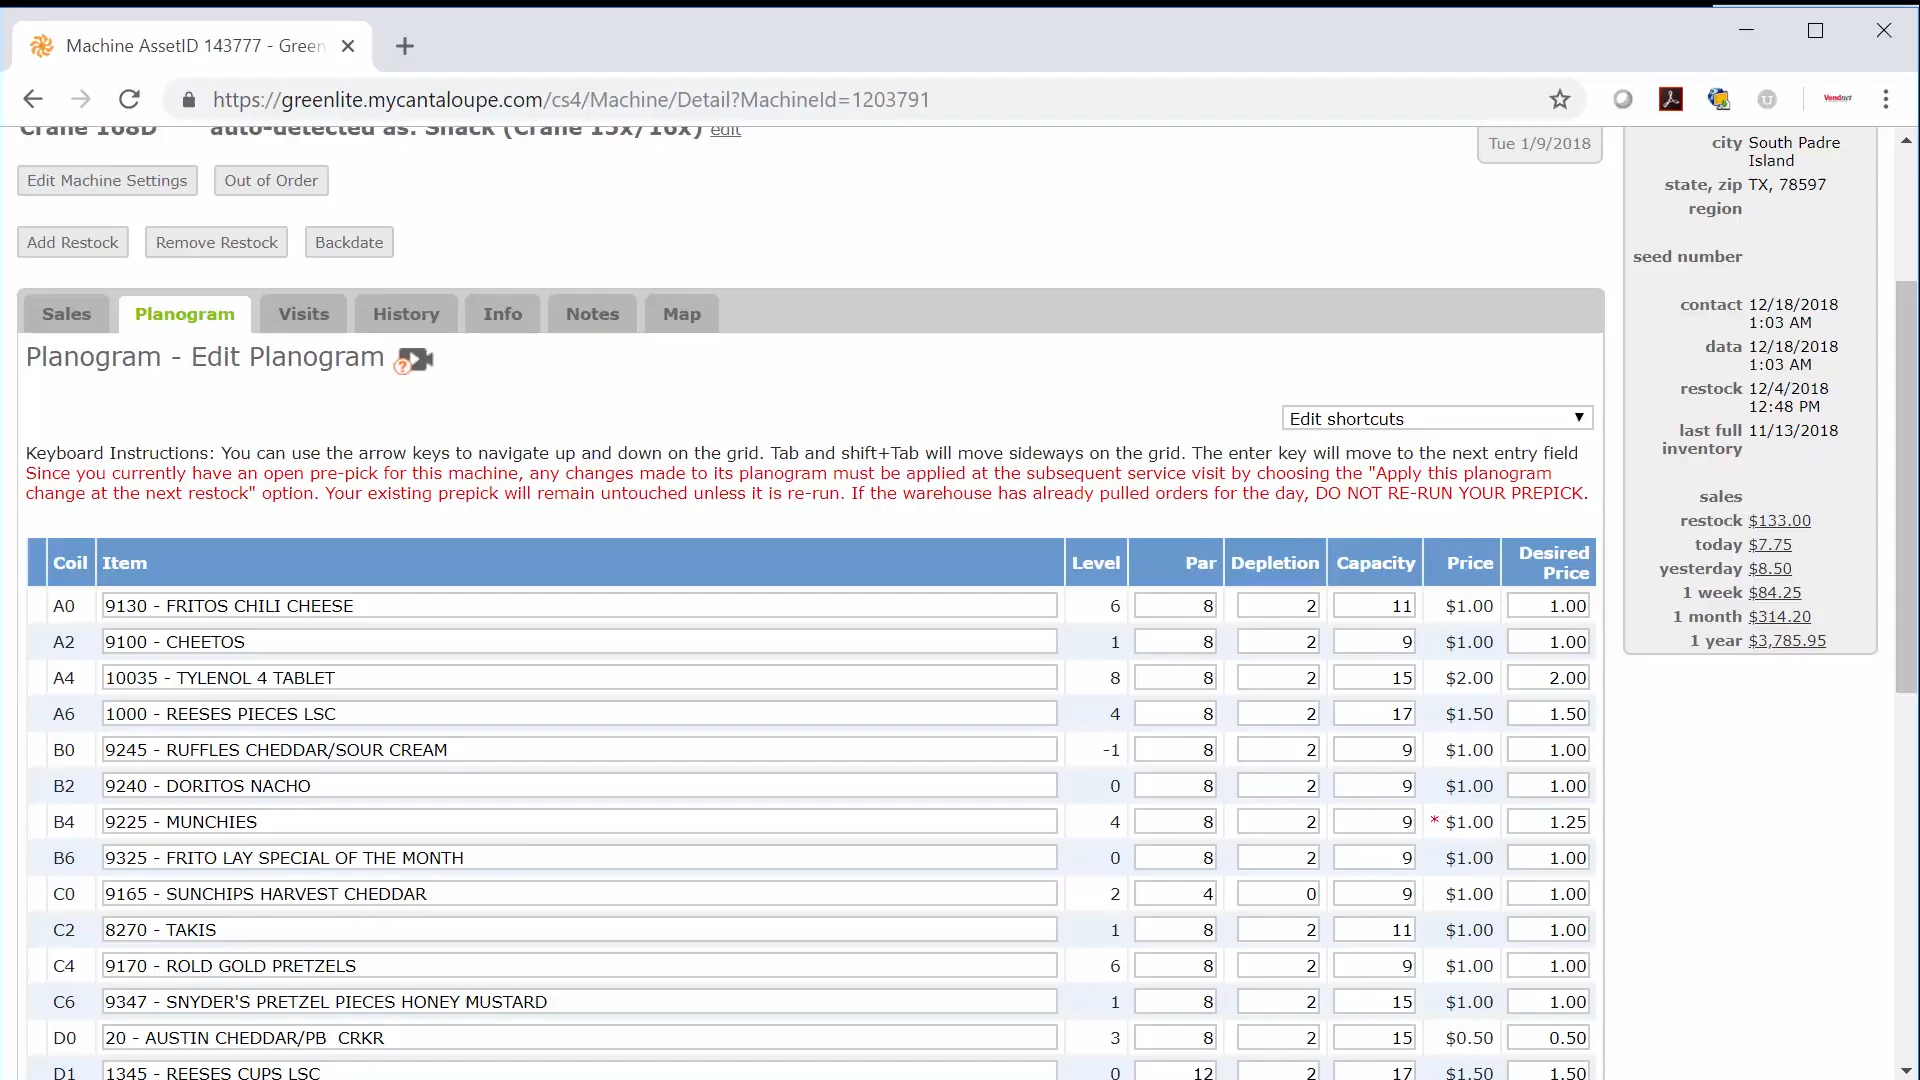 Machine AssetID 143777 - Green
https://greenlite.mycantaloupe.com/cs4/Machine/Detail?MachineId=1203791
Vendnet
Crane 168D auto-detected as: Snack (Crane 15x/16x) edit
Tue 1/9/2018
Edit Machine Settings Out of Order
Add Restock Remove Restock Backdate
Sales Planogram Visits History Info Notes Map
Planogram - Edit Planogram
Edit shortcuts
Keyboard Instructions: You can use the arrow keys to navigate up and down on the grid. Tab and shift+Tab will move sideways on the grid. The enter key will move to the next entry field
Since you currently have an open pre-pick for this machine, any changes made to its planogram must be applied at the subsequent service visit by choosing the "Apply this planogram
change at the next restock" option. Your existing prepick will remain untouched unless it is re-run. If the warehouse has already pulled orders for the day, DO NOT RE-RUN YOUR PREPICK.
Coil Item Level Par Depletion Capacity Price Desired Price
A0 9130 - FRITOS CHILI CHEESE 6 8 2 11 $1.00 1.00
A2 9100 - CHEETOS 1 8 2 9 $1.00 1.00
A4 10035 - TYLENOL 4 TABLET 8 8 2 15 $2.00 2.00
A6 1000 - REESES PIECES LSC 4 8 2 17 $1.50 1.50
B0 9245 - RUFFLES CHEDDAR/SOUR CREAM -1 8 2 9 $1.00 1.00
B2 9240 - DORITOS NACHO 0 8 2 9 $1.00 1.00
B4 9225 - MUNCHIES 4 8 2 9 * $1.00 1.25
B6 9325 - FRITO LAY SPECIAL OF THE MONTH 0 8 2 9 $1.00 1.00
C0 9165 - SUNCHIPS HARVEST CHEDDAR 2 4 0 9 $1.00 1.00
C2 8270 - TAKIS 1 8 2 11 $1.00 1.00
C4 9170 - ROLD GOLD PRETZELS 6 8 2 9 $1.00 1.00
C6 9347 - SNYDER'S PRETZEL PIECES HONEY MUSTARD 1 8 2 15 $1.00 1.00
D0 20 - AUSTIN CHEDDAR/PB CRKR 3 8 2 15 $0.50 0.50
D1 1345 - REESES CUPS LSC 0 12 2 17 $1.50 1.50
city South Padre
Island
state, zip TX, 78597
region
seed number
contact 12/18/2018
1:03 AM
data 12/18/2018
1:03 AM
restock 12/4/2018
12:48 PM
last full 11/13/2018
inventory
sales
restock $133.00
today $7.75
yesterday $8.50
1 week $84.25
1 month $314.20
1 year $3,785.95